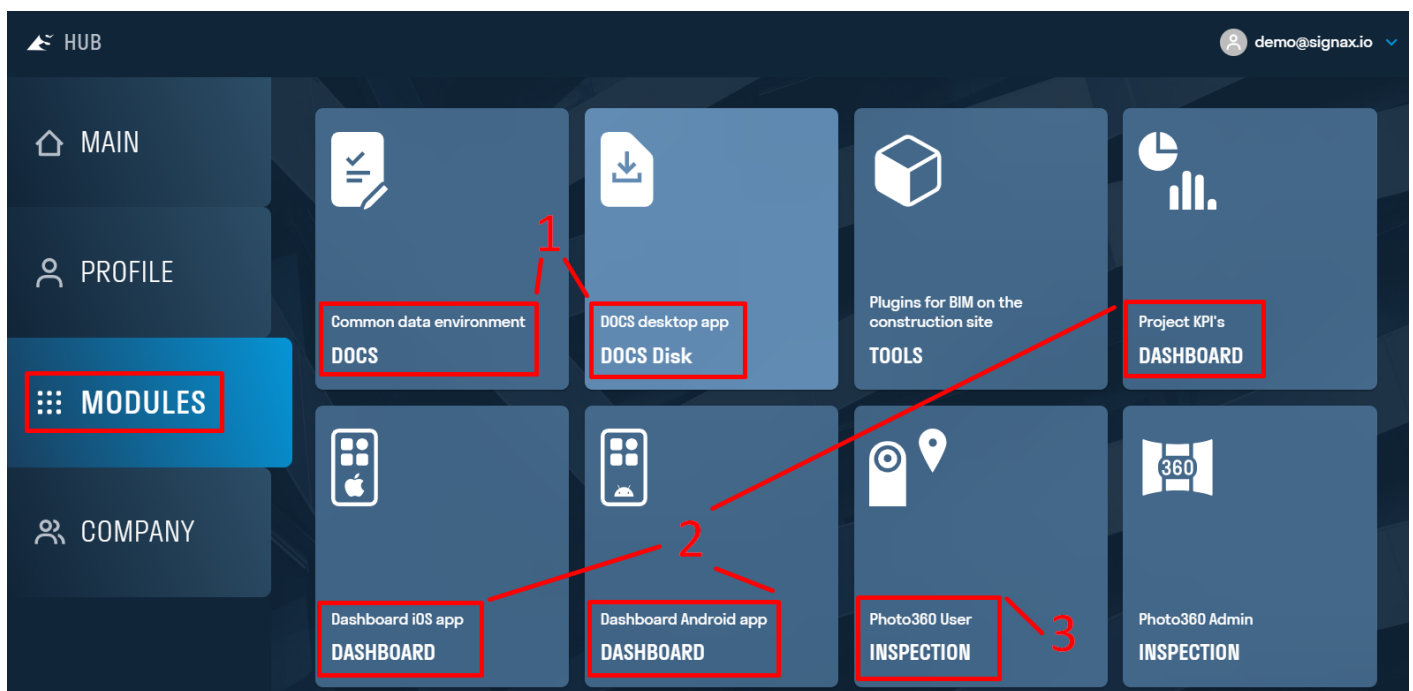 HUB
demo@signax.io
MAIN
PROFILE
MODULES
COMPANY
1
Common data environment
DOCS
DOCS desktop app
DOCS Disk
Plugins for BIM on the
construction site
TOOLS
Project KPI's
DASHBOARD
2
3
Dashboard iOS app
DASHBOARD
Dashboard Android app
DASHBOARD
Photo360 User
INSPECTION
360
Photo360 Admin
INSPECTION